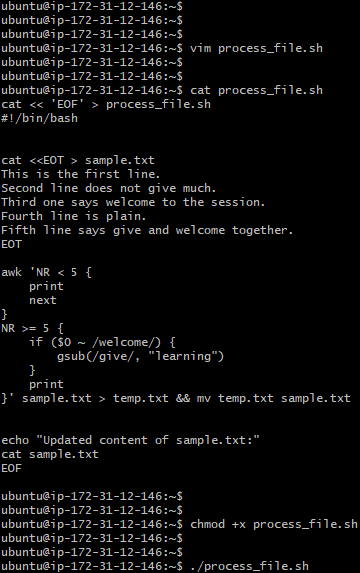 ubuntu@ip-172-31-12-146:~$
ubuntu@ip-172-31-12-146:~$
ubuntu@ip-172-31-12-146:~$
ubuntu@ip-172-31-12-146:~$ vim process_file.sh
ubuntu@ip-172-31-12-146:~$
ubuntu@ip-172-31-12-146:~$
ubuntu@ip-172-31-12-146:~$ cat process_file.sh
cat << 'EOF' > process_file.sh
#!/bin/bash


cat <<EOT > sample.txt
This is the first line.
Second line does not give much.
Third one says welcome to the session.
Fourth line is plain.
Fifth line says give and welcome together.
EOT

awk 'NR < 5 {
    print
    next
}
NR >= 5 {
    if ($0 ~ /welcome/) {
        gsub(/give/, "learning")
    }
    print
}' sample.txt > temp.txt && mv temp.txt sample.txt


echo "Updated content of sample.txt:"
cat sample.txt
EOF

ubuntu@ip-172-31-12-146:~$
ubuntu@ip-172-31-12-146:~$
ubuntu@ip-172-31-12-146:~$ chmod +x process_file.sh
ubuntu@ip-172-31-12-146:~$
ubuntu@ip-172-31-12-146:~$
ubuntu@ip-172-31-12-146:~$ ./process_file.sh